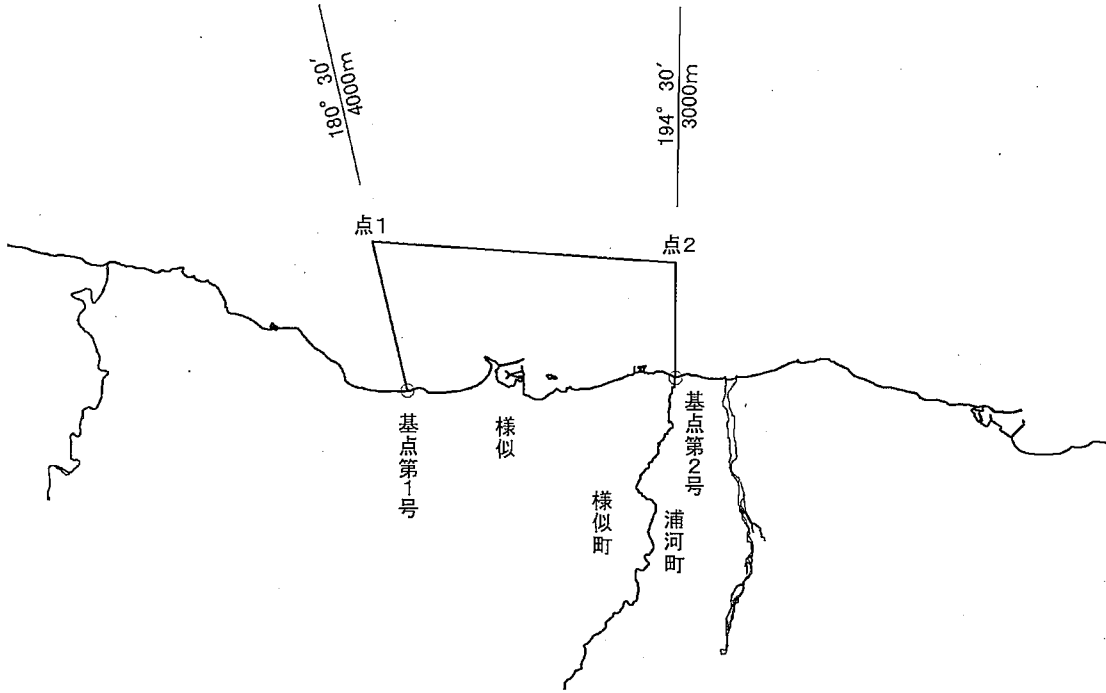 180° 30′
4000m
194° 30′
3000m
点1
点2
基点第1号
様似
基点第2号
様似町
浦河町